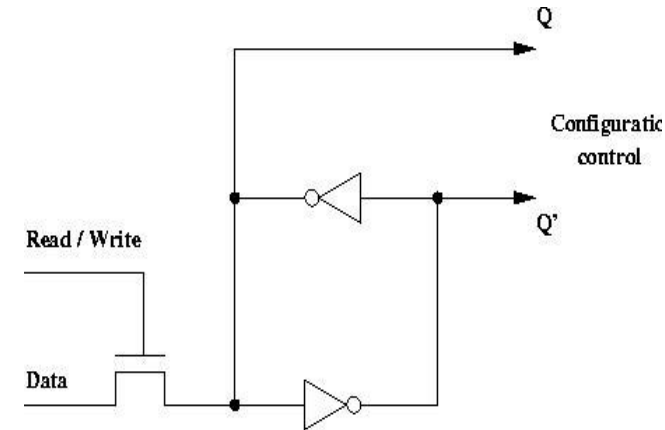 Q
Configuratio
control
Q'
Read / Write
Data